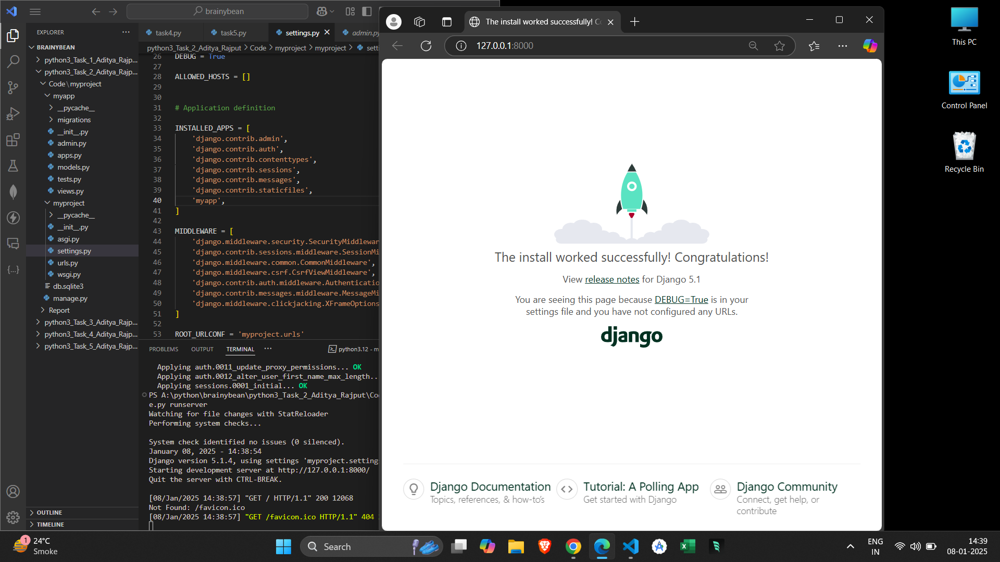 brainybean
EXPLORER
BRAINYBEAN
python3_Task_1_Aditya_Rajp...
python3_Task_2_Aditya_Rajp...
Code\myproject
myapp
__pycache__
migrations
__init__.py
admin.py
apps.py
models.py
tests.py
views.py
myproject
__pycache__
__init__.py
asgi.py
settings.py
urls.py
wsgi.py
db.sqlite3
manage.py
Report
python3_Task_3_Aditya_Rajp...
python3_Task_4_Aditya_Rajp...
python3_Task_5_Aditya_Rajp...
OUTLINE
TIMELINE
task4.py task5.py settings.py admin.py
python3_Task_2_Aditya_Rajput > Code > myproject > myproject > sett
26 DEBUG = True
27
28 ALLOWED_HOSTS = []
29
30
31 # Application definition
32
33 INSTALLED_APPS = [
34 'django.contrib.admin',
35 'django.contrib.auth',
36 'django.contrib.contenttypes',
37 'django.contrib.sessions',
38 'django.contrib.messages',
39 'django.contrib.staticfiles',
40 'myapp',
41 ]
42
43 MIDDLEWARE = [
44 'django.middleware.security.SecurityMiddlewar
45 'django.contrib.sessions.middleware.SessionMi
46 'django.middleware.common.CommonMiddleware',
47 'django.middleware.csrf.CsrfViewMiddleware',
48 'django.contrib.auth.middleware.Authenticatio
49 'django.contrib.messages.middleware.MessageMi
50 'django.middleware.clickjacking.XFrameOptions
51 ]
52
53 ROOT_URLCONF = 'myproject.urls'
PROBLEMS OUTPUT TERMINAL ... python3.12 - m
Applying auth.0011_update_proxy_permissions... OK
Applying auth.0012_alter_user_first_name_max_length..
Applying sessions.0001_initial... OK
PS A:\python\brainybean\python3_Task_2_Aditya_Rajput\Co
e.py runserver
Watching for file changes with StatReloader
Performing system checks...
System check identified no issues (0 silenced).
January 08, 2025 - 14:38:54
Django version 5.1.4, using settings 'myproject.setting
Starting development server at http://127.0.0.1:8000/
Quit the server with CTRL-BREAK.
[08/Jan/2025 14:38:57] "GET / HTTP/1.1" 200 12068
Not Found: /favicon.ico
[08/Jan/2025 14:38:57] "GET /favicon.ico HTTP/1.1" 404
The install worked successfully! Co
127.0.0.1:8000
The install worked successfully! Congratulations!
View release notes for Django 5.1
You are seeing this page because DEBUG=True is in your
settings file and you have not configured any URLs.
django
Django Documentation
Topics, references, & how-to's
Tutorial: A Polling App
Get started with Django
Django Community
Connect, get help, or
contribute
This PC
Control Panel
Recycle Bin
1
24°C
Smoke
Search
ENG
IN
14:39
08-01-2025